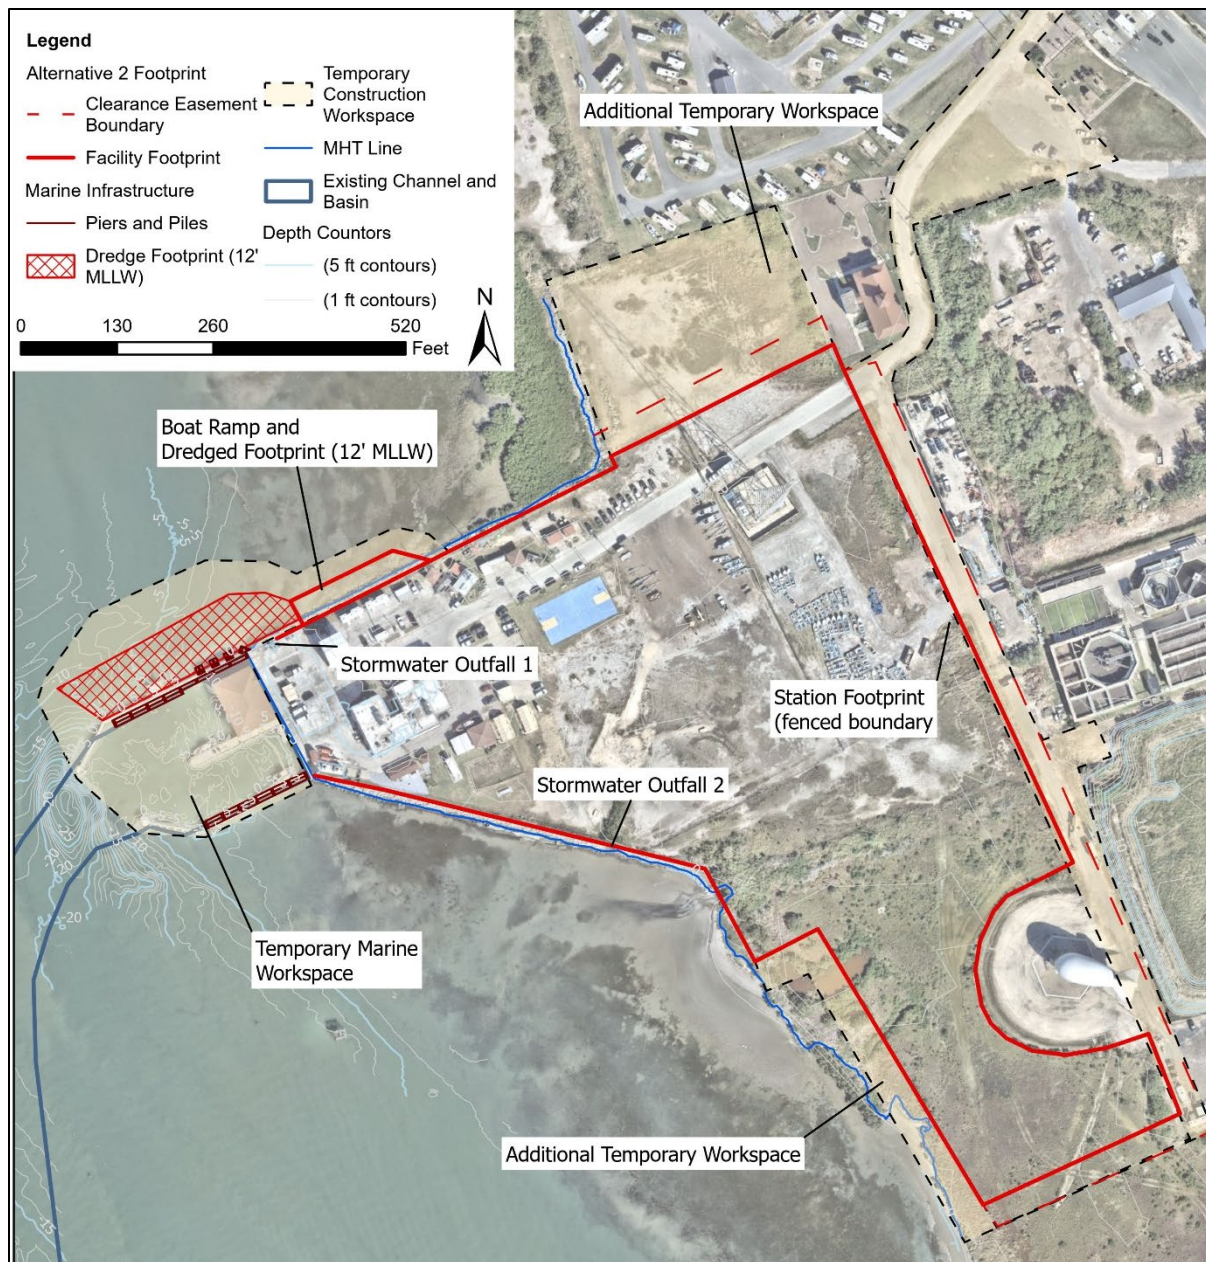 Legend
Alternative 2 Footprint
Clearance Easement
Boundary
Facility Footprint
Marine Infrastructure
Piers and Piles
Dredge Footprint (12'
MLLW)
Temporary
Construction
Workspace
MHT Line
Existing Channel and
Basin
Depth Countors
(5 ft contours)
(1 ft contours)
N
0 130 260 520
Feet
Additional Temporary Workspace
Boat Ramp and
Dredged Footprint (12' MLLW)
Stormwater Outfall 1
Station Footprint
(fenced boundary
Stormwater Outfall 2
Temporary Marine
Workspace
Additional Temporary Workspace
-20
-15